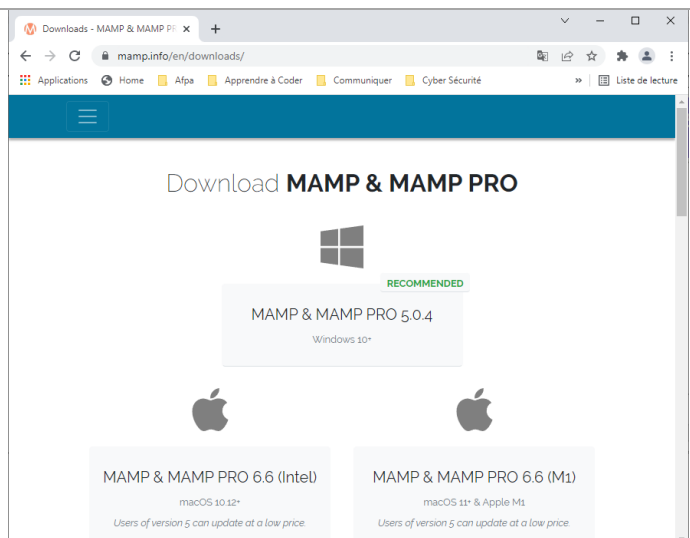 Downloads - MAMP & MAMP PR
mamp.info/en/downloads/
Applications Home Afpa Apprendre à Coder Communiquer Cyber Sécurité » Liste de lecture
Download MAMP & MAMP PRO
RECOMMENDED
MAMP & MAMP PRO 5.0.4
Windows 10+
MAMP & MAMP PRO 6.6 (Intel)
macOS 10.12+
Users of version 5 can update at a low price.
MAMP & MAMP PRO 6.6 (M1)
macOS 11+ & Apple M1
Users of version 5 can update at a low price.